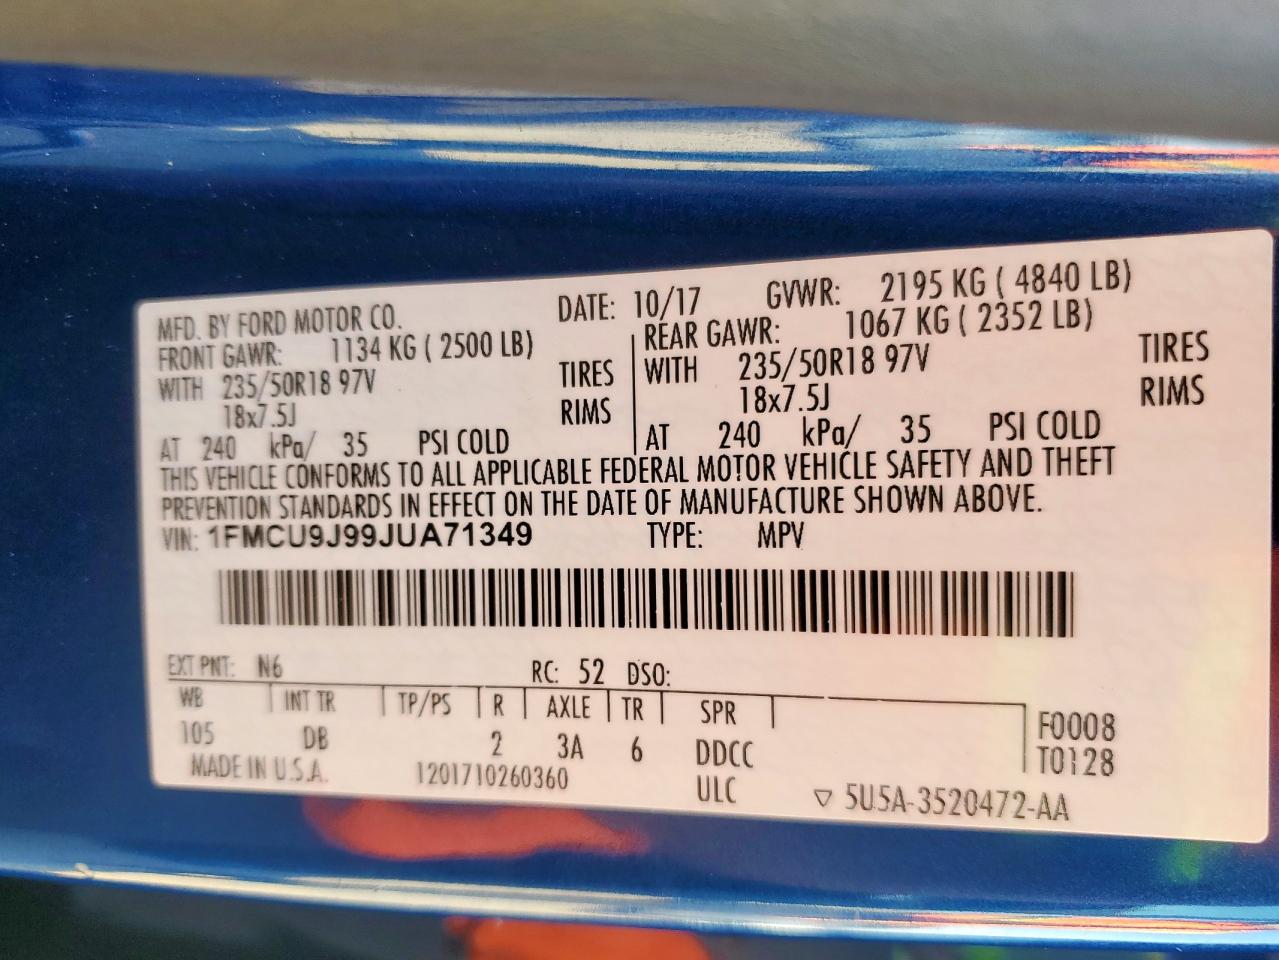 MFD. BY FORD MOTOR CO. DATE: 10/17 GVWR: 2195 KG ( 4840 LB)
FRONT GAWR: 1134 KG ( 2500 LB) REAR GAWR: 1067 KG ( 2352 LB)
WITH 235/50R18 97V TIRES WITH 235/50R18 97V TIRES
18x7.5J RIMS 18x7.5J RIMS
AT 240 kPa/ 35 PSI COLD AT 240 kPa/ 35 PSI COLD
THIS VEHICLE CONFORMS TO ALL APPLICABLE FEDERAL MOTOR VEHICLE SAFETY AND THEFT
PREVENTION STANDARDS IN EFFECT ON THE DATE OF MANUFACTURE SHOWN ABOVE.
VIN: 1FMCU9J99JUA71349 TYPE: MPV
EXT PNT: N6 RC: 52 DSO:
WB INT TR TP/PS R AXLE TR SPR
105 DB 2 3A 6 DDCC F0008
T0128
MADE IN U.S.A. 1201710260360 ULC ▽ 5U5A-3520472-AA